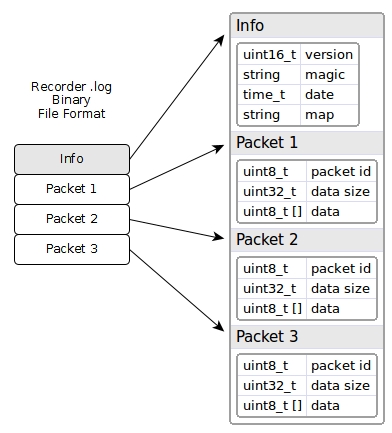 Recorder .log
Binary
File Format
Info
Packet 1
Packet 2
Packet 3
Info
uint16_t version
string magic
time_t date
string map
Packet 1
uint8_t packet id
uint32_t data size
uint8_t [] data
Packet 2
uint8_t packet id
uint32_t data size
uint8_t [] data
Packet 3
uint8_t packet id
uint32_t data size
uint8_t [] data